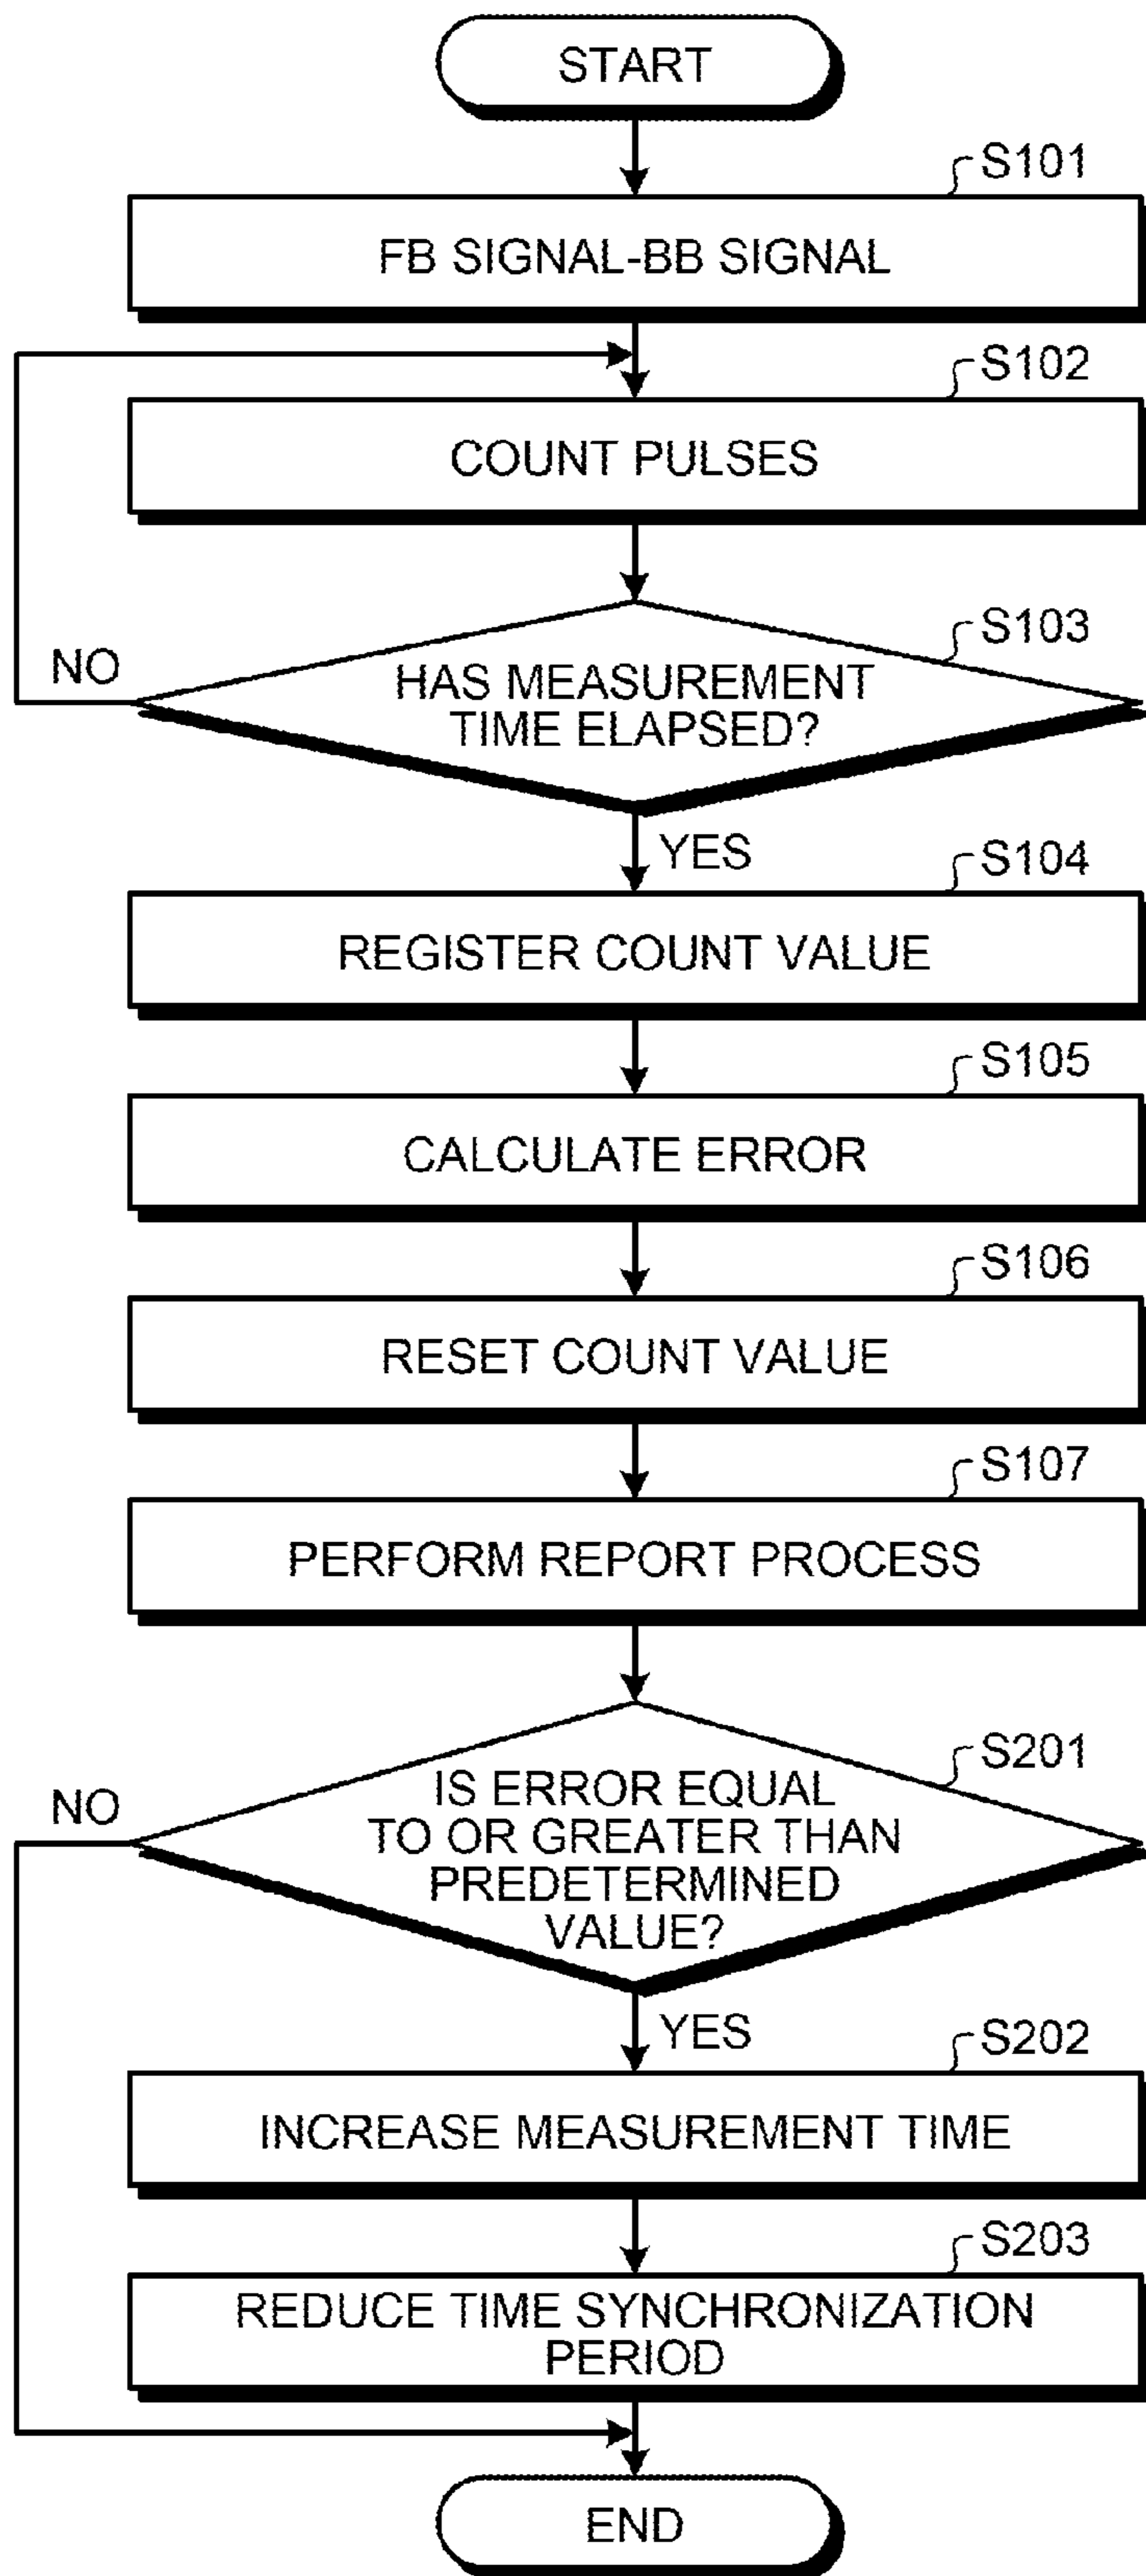 START
S101
FB SIGNAL-BB SIGNAL
S102
COUNT PULSES
S103
NO
HAS MEASUREMENT
TIME ELAPSED?
YES
S104
REGISTER COUNT VALUE
S105
CALCULATE ERROR
S106
RESET COUNT VALUE
S107
PERFORM REPORT PROCESS
S201
NO
IS ERROR EQUAL
TO OR GREATER THAN
PREDETERMINED
VALUE?
YES
S202
INCREASE MEASUREMENT TIME
S203
REDUCE TIME SYNCHRONIZATION
PERIOD
END